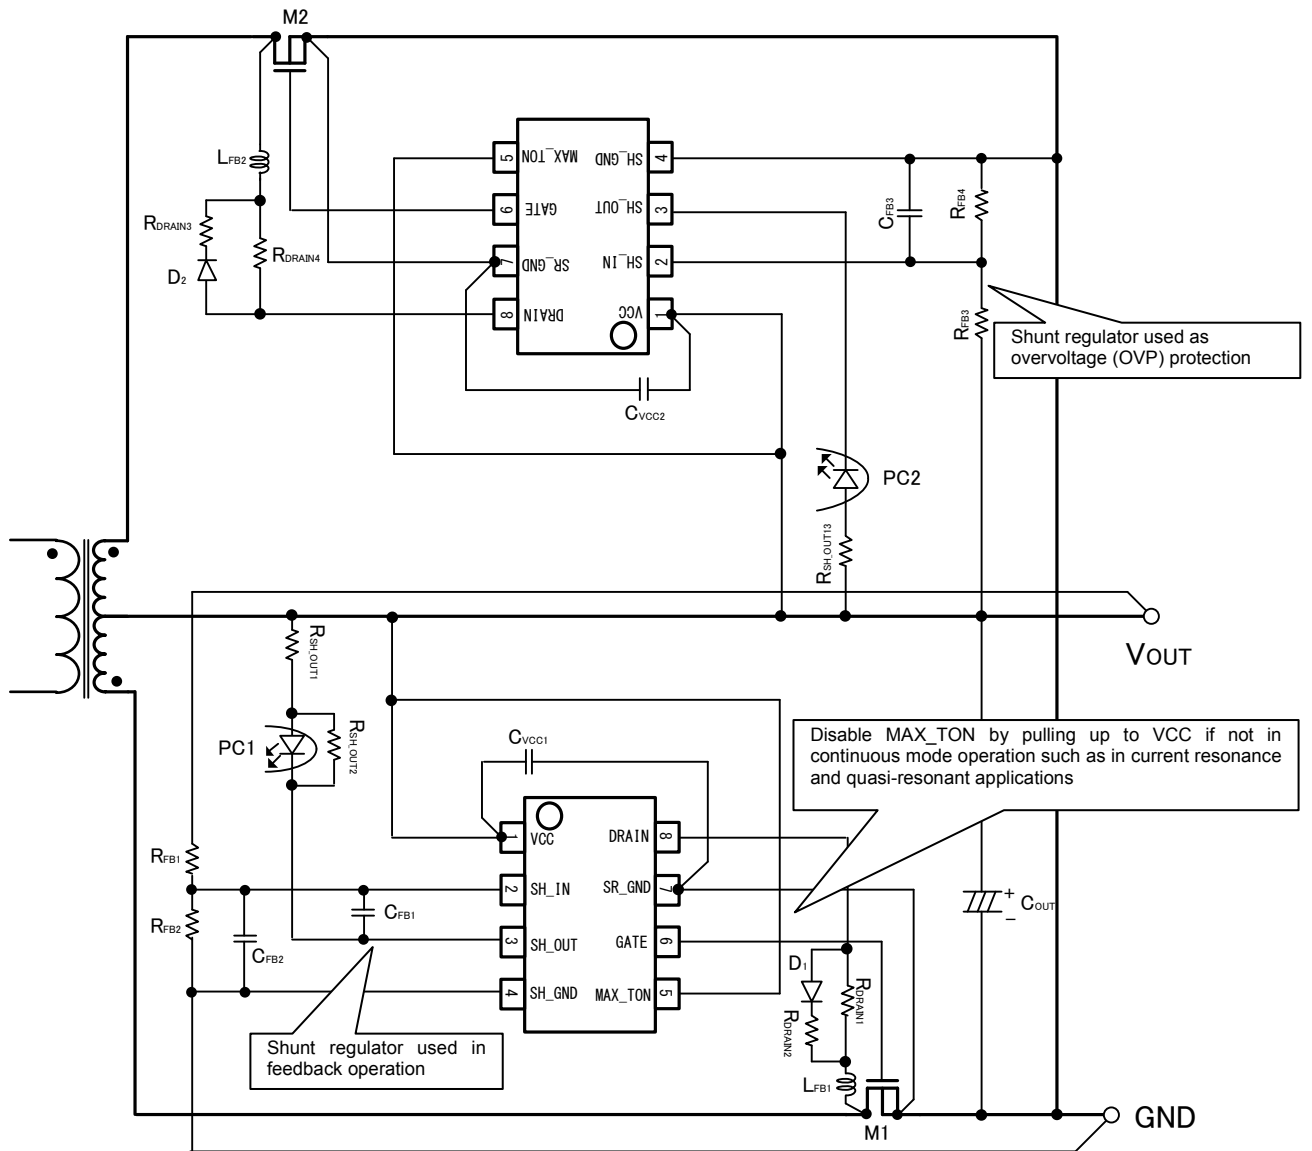 M2
LFB2
RDRAIN3
RDRAIN4
D2
5 MAX_TON
6 GATE
7 SR_GND
8 DRAIN
SH_GND 4
SH_OUT 3
SH_IN 2
VCC 1
CVCC2
CFB3
RFB4
RFB3
Shunt regulator used as
overvoltage (OVP) protection
PC2
RSH_OUT13
VOUT
RSH_OUT1
PC1
RSH_OUT2
CVCC1
Disable MAX_TON by pulling up to VCC if not in
continuous mode operation such as in current resonance
and quasi-resonant applications
1 VCC
2 SH_IN
3 SH_OUT
4 SH_GND
DRAIN 8
SR_GND 7
GATE 6
MAX_TON 5
RFB1
RFB2
CFB1
CFB2
Shunt regulator used in
feedback operation
D1
RDRAIN1
RDRAIN2
LFB1
M1
+
COUT
−
GND